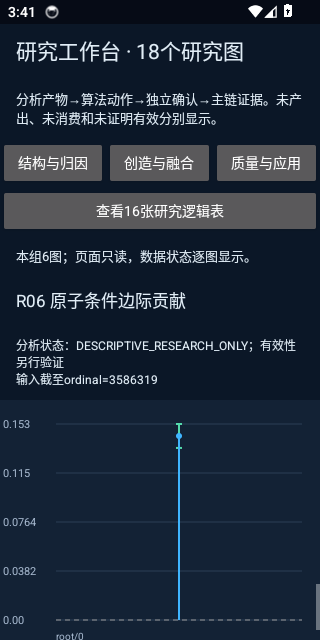 3:41
研究工作台 · 18个研究图
分析产物→算法动作→独立确认→主链证据。未产
出、未消费和未证明有效分别显示。
结构与归因 创造与融合 质量与应用
查看16张研究逻辑表
本组6图；页面只读，数据状态逐图显示。
R06 原子条件边际贡献
分析状态：DESCRIPTIVE_RESEARCH_ONLY；有效性
另行验证
输入截至ordinal=3586319
0.153
0.115
0.0764
0.0382
0.00
root/0